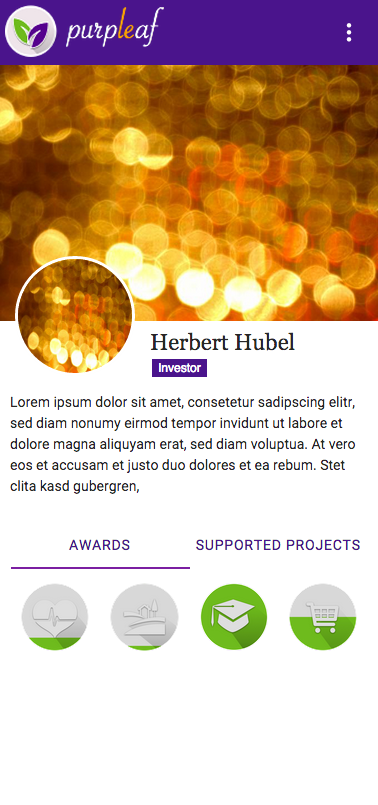 purpleaf
Herbert Hubel
Investor
Lorem ipsum dolor sit amet, consetetur sadipscing elitr,
sed diam nonumy eirmod tempor invidunt ut labore et
dolore magna aliquyam erat, sed diam voluptua. At vero
eos et accusam et justo duo dolores et ea rebum. Stet
clita kasd gubergren,
AWARDS
SUPPORTED PROJECTS